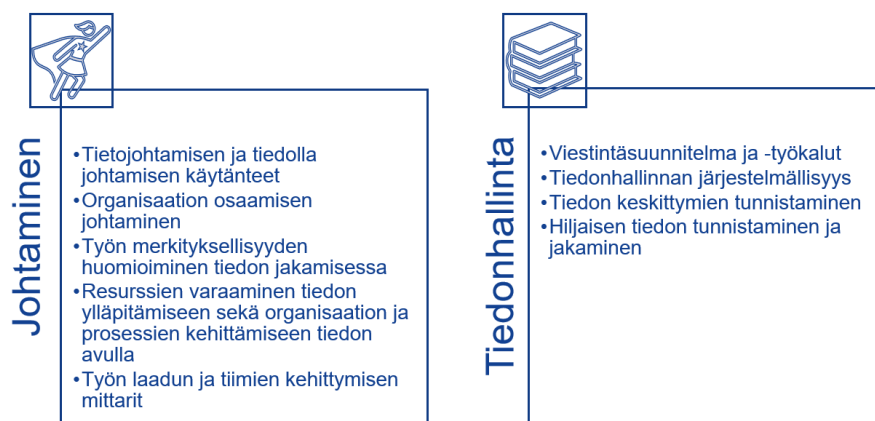 Johtaminen
•Tietojohtamisen ja tiedolla
johtamisen käytänteet
•Organisaation osaamisen
johtaminen
•Työn merkityksellisyyden
huomioiminen tiedon jakamisessa
•Resurssien varaaminen tiedon
ylläpitämiseen sekä organisaation ja
prosessien kehittämiseen tiedon
avulla
•Työn laadun ja tiimien kehittymisen
mittarit
Tiedonhallinta
•Viestintäsuunnitelma ja -työkalut
•Tiedonhallinnan järjestelmällisyys
•Tiedon keskittymien tunnistaminen
•Hiljaisen tiedon tunnistaminen ja
jakaminen